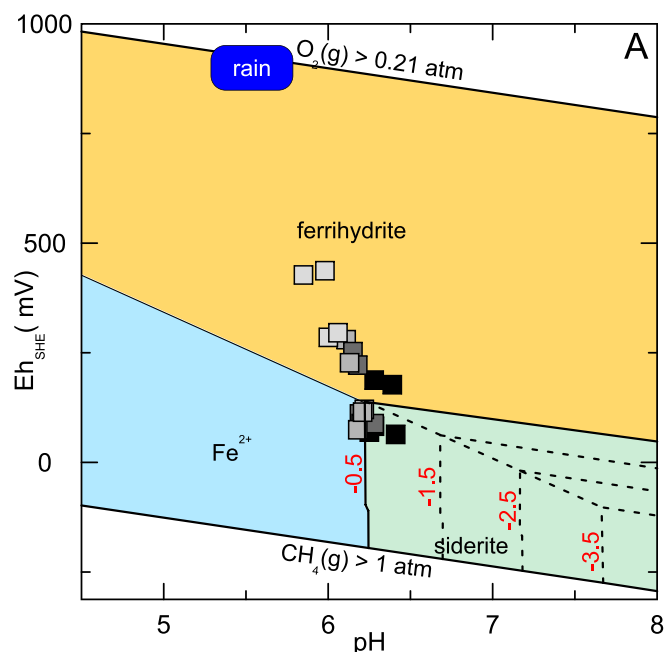 1000
A
O₂(g) > 0.21 atm
rain
500
ferrihydrite
Eh_SHE( mV)
Fe²⁺
0
-0.5
-1.5
-2.5
-3.5
siderite
CH₄(g) > 1 atm
5
6
7
8
pH